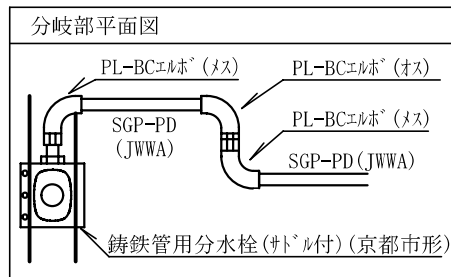 分岐部平面図
PL-BCエルボ(メス)
PL-BCエルボ(オス)
SGP-PD
(JWWA)
PL-BCエルボ(メス)
SGP-PD(JWWA)
鋳鉄管用分水栓(サドル付)(京都市形)